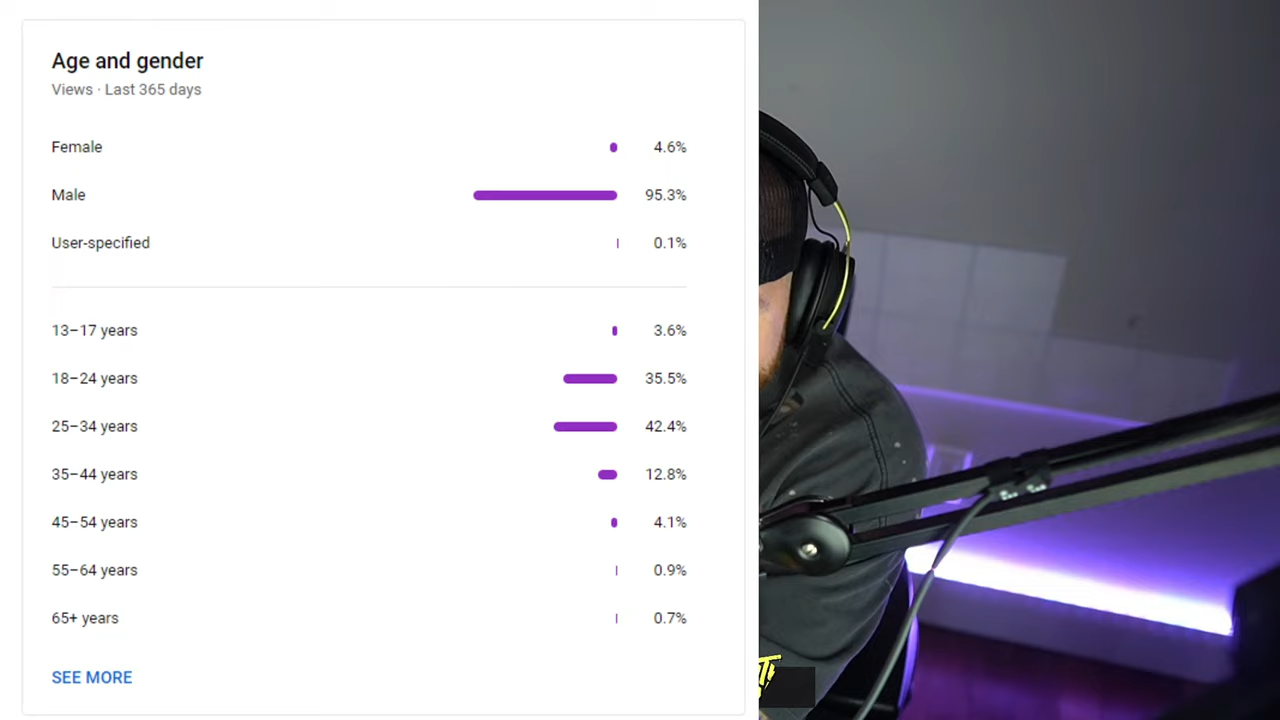 Age and gender
Views · Last 365 days
Female 4.6%
Male 95.3%
User-specified 0.1%
13–17 years 3.6%
18–24 years 35.5%
25–34 years 42.4%
35–44 years 12.8%
45–54 years 4.1%
55–64 years 0.9%
65+ years 0.7%
SEE MORE